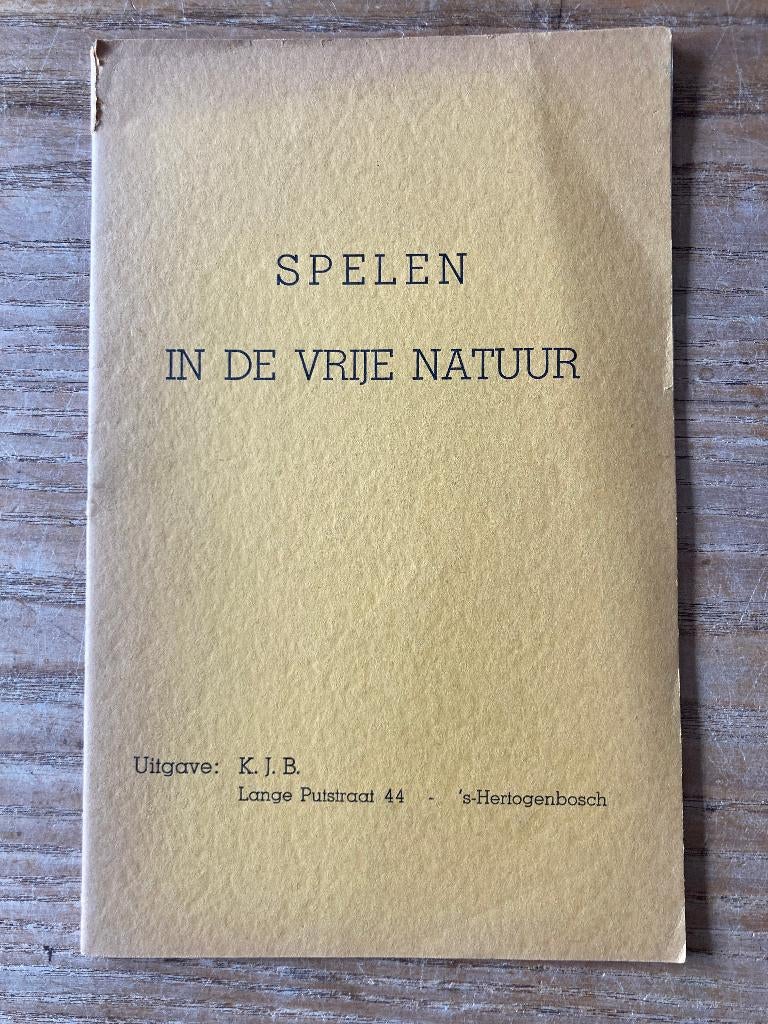 SPELEN
IN DE VRIJE NATUUR
Uitgave: K. J. B.
Lange Putstraat 44 - 's-Hertogenbosch